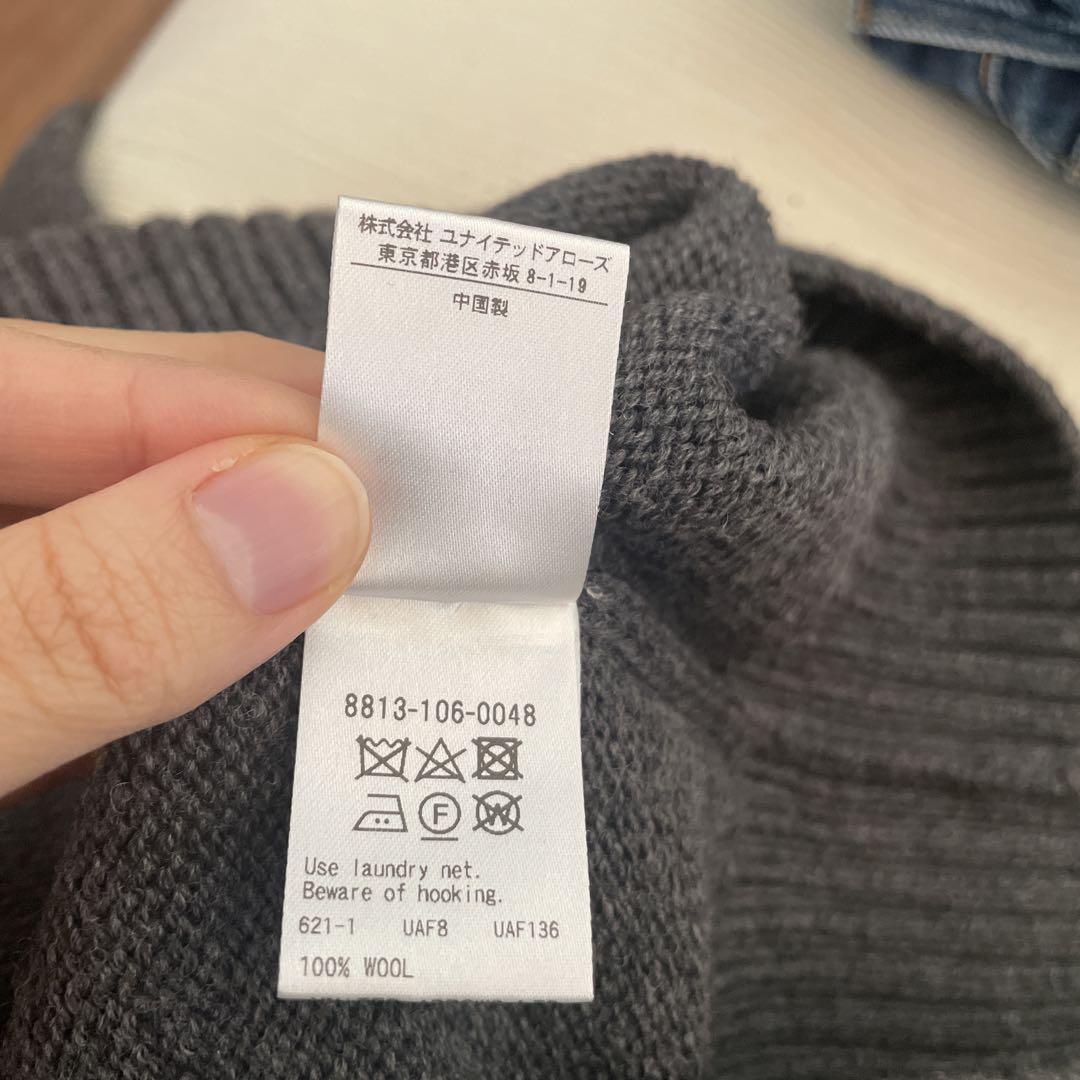 株式会社 ユナイテッドアローズ
東京都港区赤坂 8-1-19
中国製
8813-106-0048
F W
Use laundry net.
Beware of hooking.
621-1 UAF8 UAF136
100% WOOL